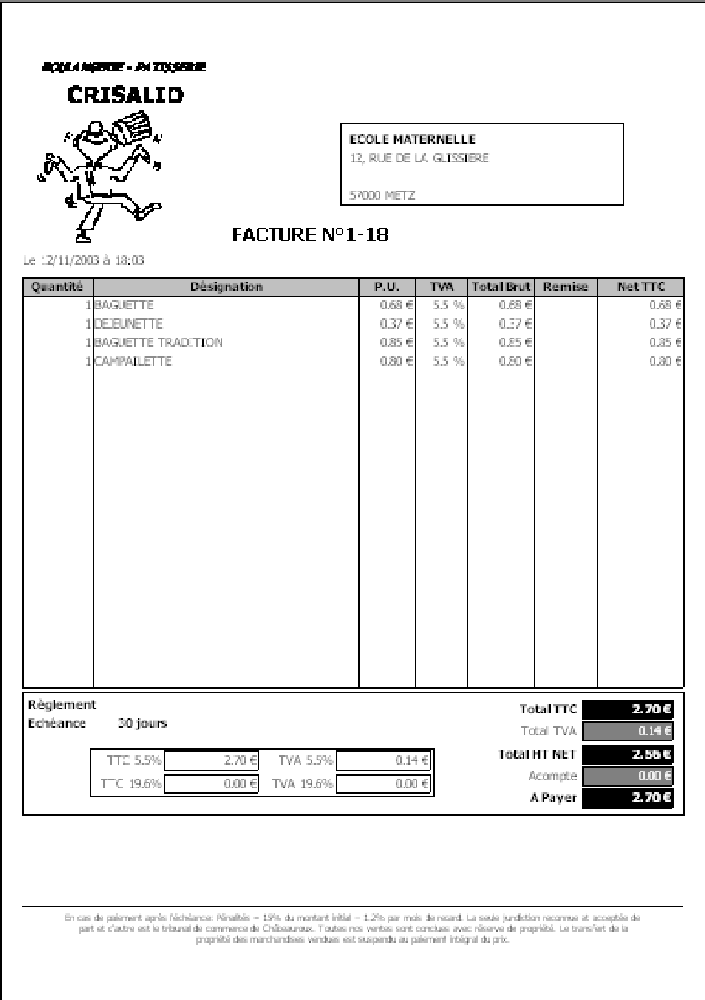 BOULANGERIE - PATISSERIE
CRISALID
ECOLE MATERNELLE
12, RUE DE LA GLISSIERE
57000 METZ
FACTURE N°1-18
Le 12/11/2003 à 18:03
Quantité Désignation P.U. TVA Total Brut Remise Net TTC
1 BAGUETTE 0.68 € 5.5 % 0.68 € 0.68 €
1 DEJEUNETTE 0.37 € 5.5 % 0.37 € 0.37 €
1 BAGUETTE TRADITION 0.85 € 5.5 % 0.85 € 0.85 €
1 CAMPAILETTE 0.80 € 5.5 % 0.80 € 0.80 €
Règlement
Echéance 30 jours
TTC 5.5% 2.70 € TVA 5.5% 0.14 €
TTC 19.6% 0.00 € TVA 19.6% 0.00 €
Total TTC 2.70 €
Total TVA 0.14 €
Total HT NET 2.56 €
Acompte 0.00 €
A Payer 2.70 €
En cas de paiement après l'échéance: Pénalités = 15% du montant initial + 1.2% par mois de retard. La seule juridiction reconnue et acceptée de
part et d'autre est le tribunal de commerce de Châteauroux. Toutes nos ventes sont conclues avec réserve de propriété. Le transfert de la
propriété des marchandises vendues est suspendu au paiement intégral du prix.